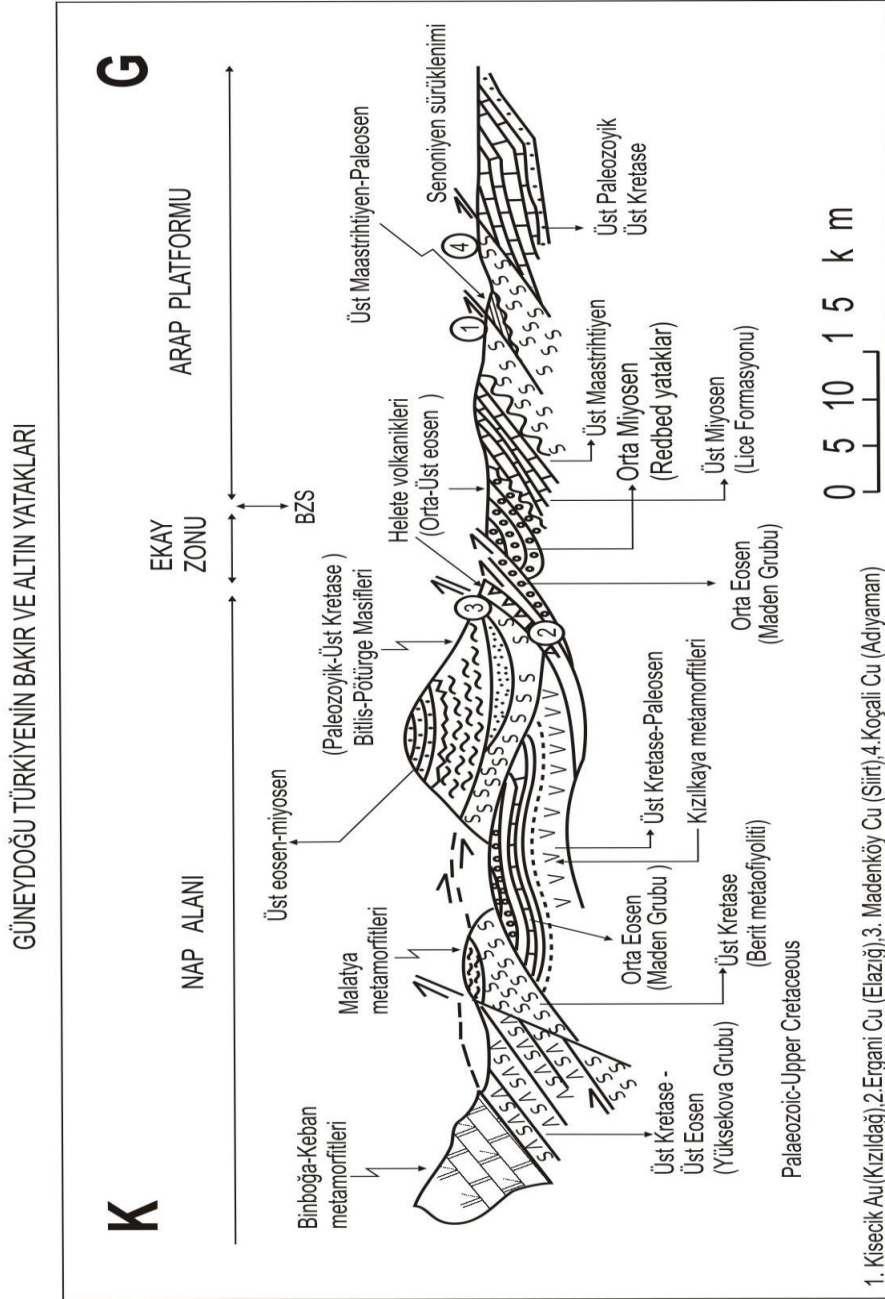 GÜNEYDOĞU TÜRKİYENİN BAKIR VE ALTIN YATAKLARI
K
G
NAP ALANI
EKAY
ZONU
ARAP PLATFORMU
BZS
Binboğa-Keban
metamorfitleri
Malatya
metamorfitleri
Üst eosen-miyosen
(Paleozoyik-Üst Kretase )
Bitlis-Pötürge Masifleri
Helete volkanikleri
(Orta-Üst eosen )
Üst Maastrihtiyen-Paleosen
Senoniyen sürüklenimi
3
2
1
4
Üst Kretase -
Üst Eosen
(Yüksekova Grubu)
Palaeozoic-Upper Cretaceous
Üst Kretase
(Berit metaofiyoliti)
Orta Eosen
(Maden Grubu )
Kızılkaya metamorfitleri
Üst Kretase-Paleosen
Orta Eosen
(Maden Grubu)
Üst Miyosen
(Lice Formasyonu)
Orta Miyosen
(Redbed yataklar)
Üst Maastrihtiyen
Üst Paleozoyik
Üst Kretase
0 5 10 15 km
1. Kisecik Au(Kızıldağ),2.Ergani Cu (Elazığ),3. Madenköy Cu (Siirt),4.Koçali Cu (Adıyaman)